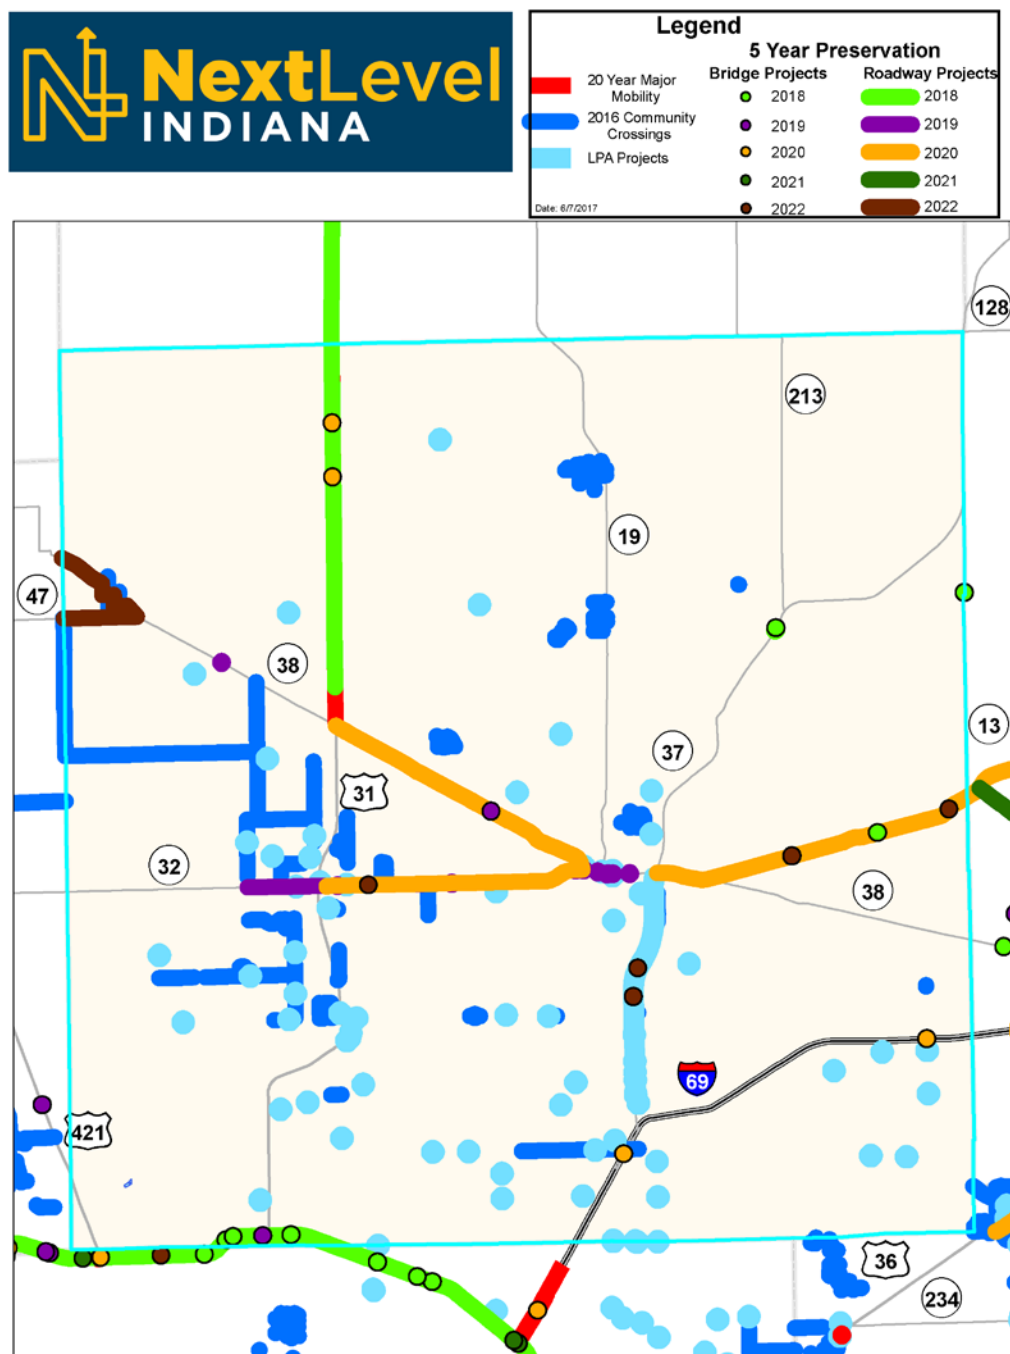 NextLevel
INDIANA
Legend
5 Year Preservation
20 Year Major
Mobility
2016 Community
Crossings
LPA Projects
Bridge Projects
2018
2019
2020
2021
2022
Roadway Projects
2018
2019
2020
2021
2022
Date: 6/7/2017
128
213
19
47
38
13
37
31
32
38
69
421
36
234